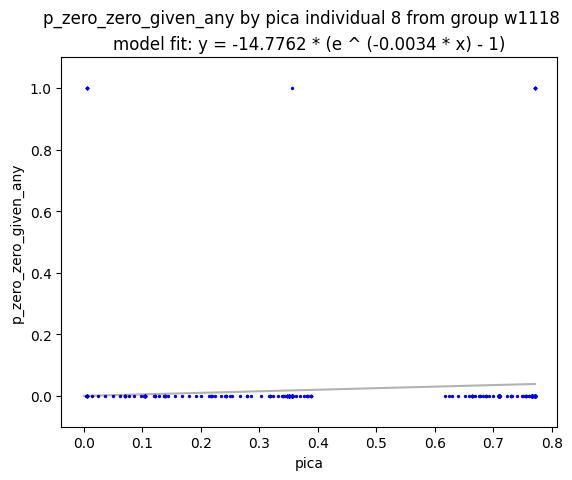 p_zero_zero_given_any by pica individual 8 from group w1118
model fit: y = -14.7762 * (e ^ (-0.0034 * x) - 1)
1.0
0.8
0.6
0.4
0.2
0.0
p_zero_zero_given_any
0.0 0.1 0.2 0.3 0.4 0.5 0.6 0.7 0.8
pica